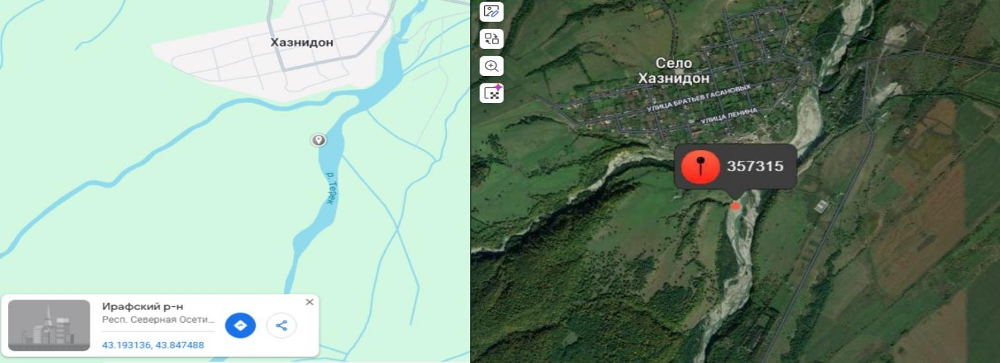 Хазнидон
р. Терек
Ирафский р-н
Респ. Северная Осети...
43.193136, 43.847488
Село
Хазнидон
УЛИЦА БРАТЬЕВ ГАСАНОВЫХ
УЛИЦА ЛЕНИНА
357315